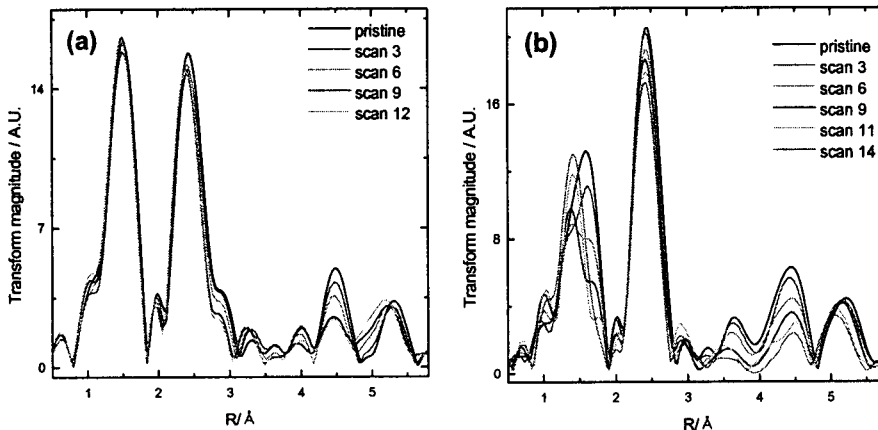 (a)
pristine
scan 3
scan 6
scan 9
scan 12
Transform magnitude / A.U.
14
7
0
1
2
3
4
5
R/ Å
(b)
pristine
scan 3
scan 6
scan 9
scan 11
scan 14
Transform magnitude / A.U.
16
8
0
1
2
3
4
5
R/ Å